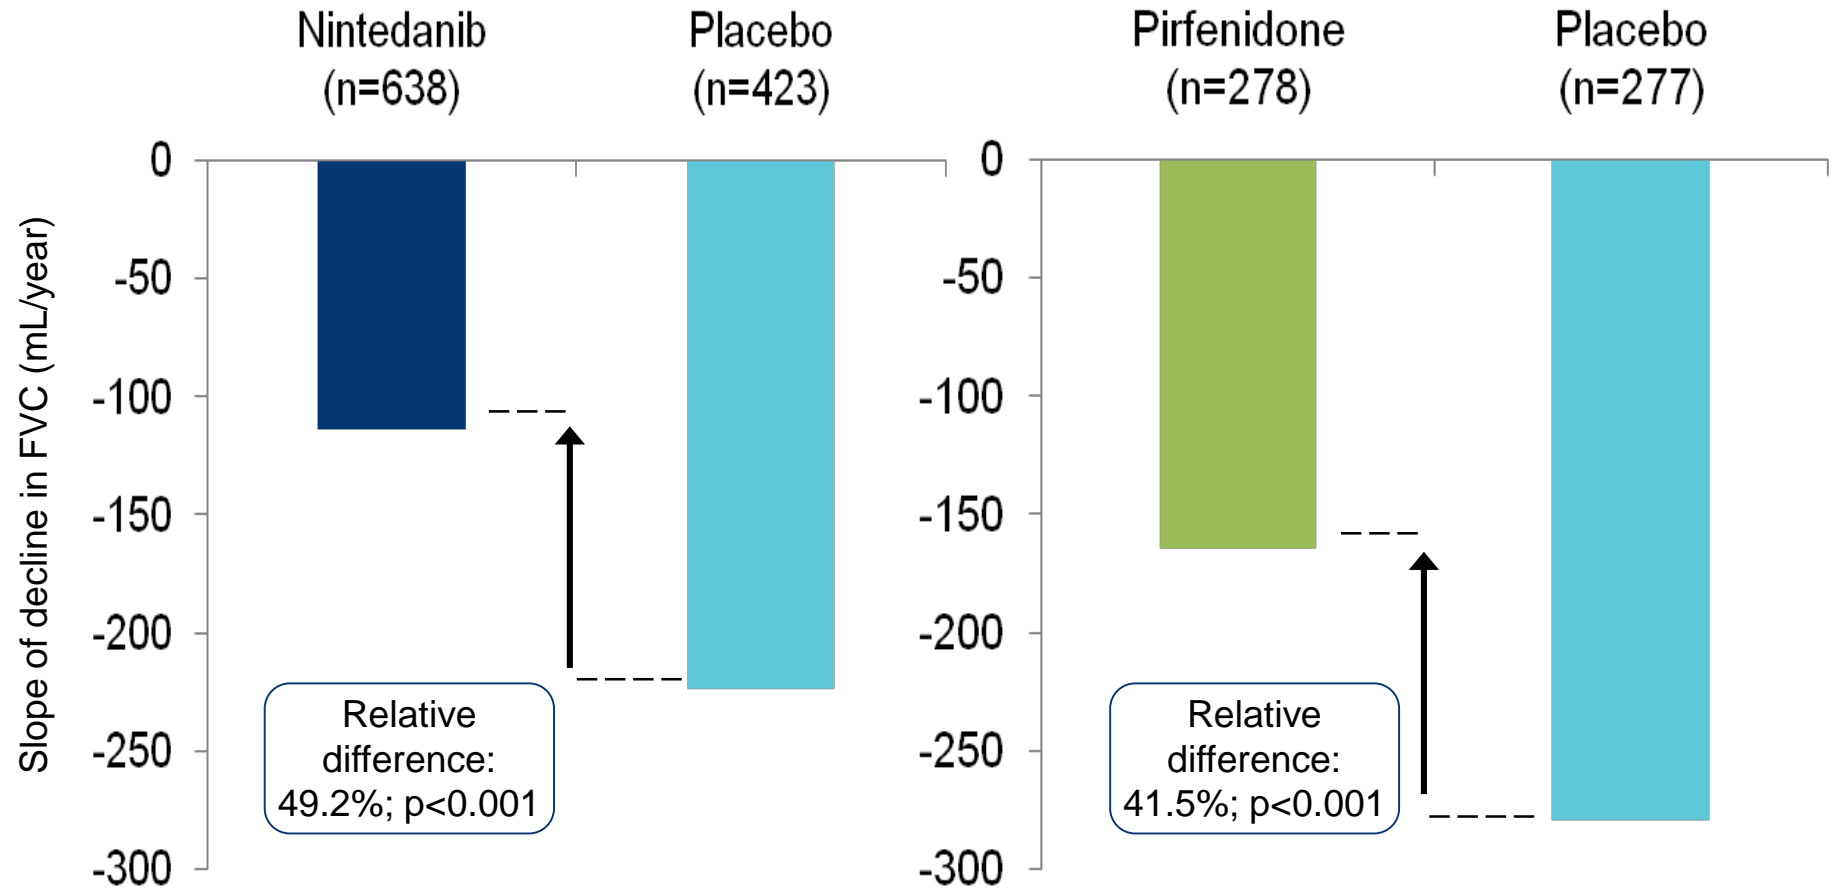 Nintedanib
(n=638)
Placebo
(n=423)
Pirfenidone
(n=278)
Placebo
(n=277)
Slope of decline in FVC (mL/year)
0
-50
-100
-150
-200
-250
-300
Relative
difference:
49.2%; p<0.001
0
-50
-100
-150
-200
-250
-300
Relative
difference:
41.5%; p<0.001